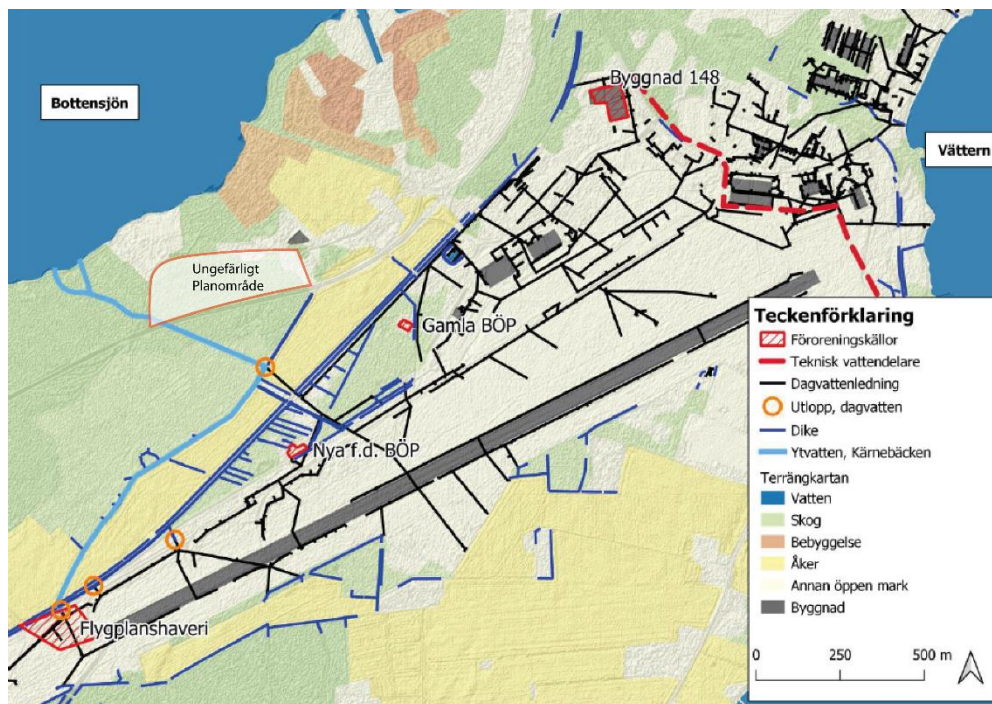 Byggnad 148
Bottensjön
Vättern
Ungefärligt
Planområde
Gamla BÖP
Nya f.d. BÖP
Flygplanshaveri
Teckenförklaring
Föroreningskällor
Teknisk vattendelare
Dagvattenledning
Utlopp, dagvatten
Dike
Ytvatten, Kärnebäcken
Terrängkartan
Vatten
Skog
Bebyggelse
Åker
Annan öppen mark
Byggnad
0 250 500 m